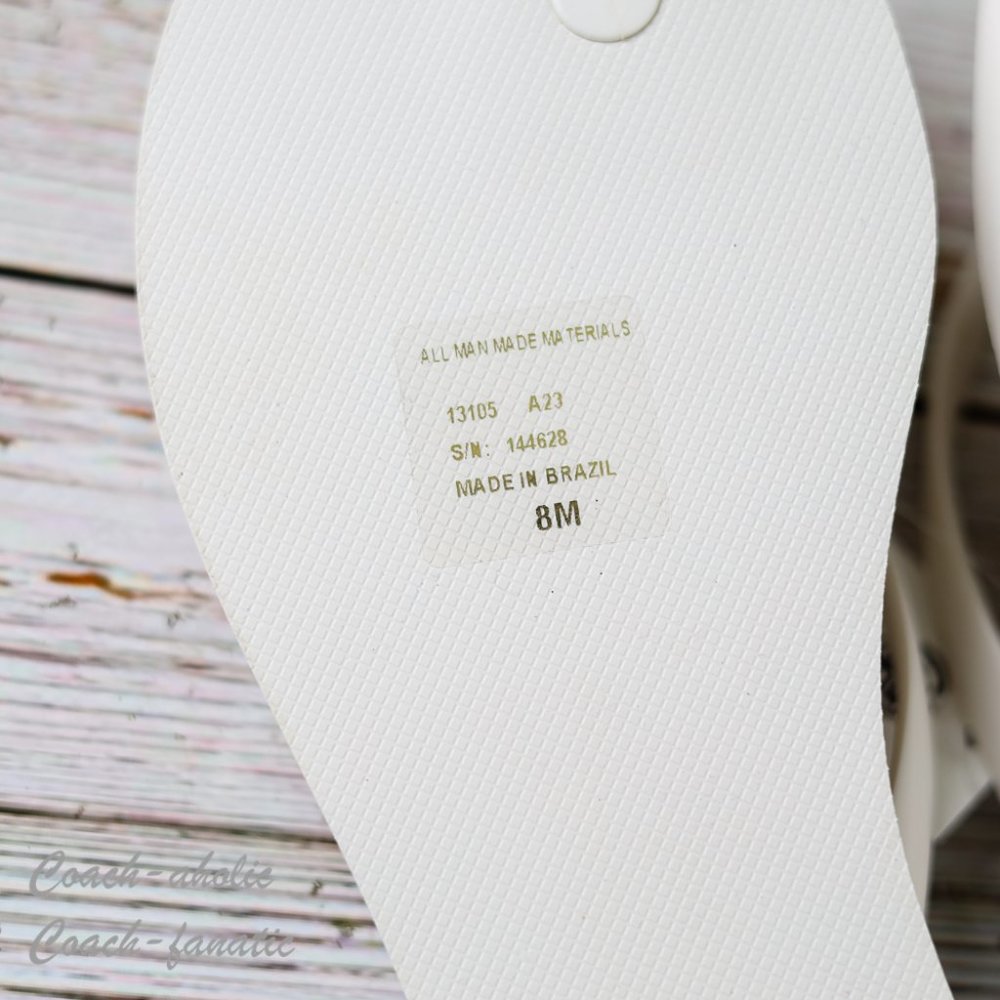 ALL MAN MADE MATERIALS
13105 A23
S/N: 144628
MADE IN BRAZIL
8M
Coach-aholic
Coach-fanatic